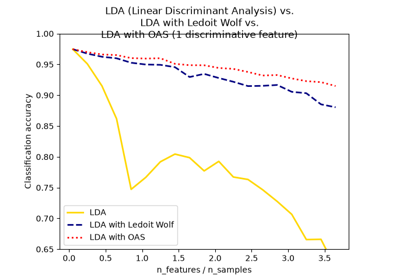 LDA (Linear Discriminant Analysis) vs.
LDA with Ledoit Wolf vs.
LDA with OAS (1 discriminative feature)
1.00
0.95
0.90
0.85
0.80
0.75
0.70
0.65
Classification accuracy
LDA
LDA with Ledoit Wolf
LDA with OAS
0.0 0.5 1.0 1.5 2.0 2.5 3.0 3.5
n_features / n_samples